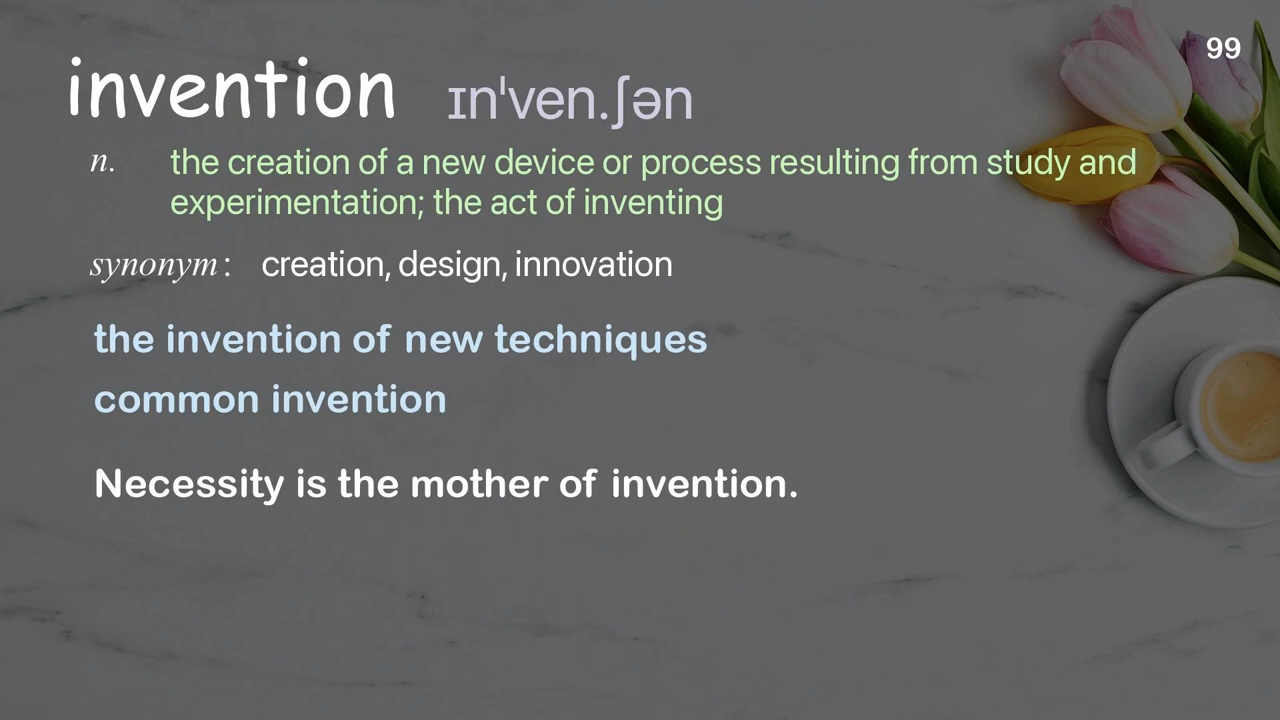 99
invention ɪnˈven.ʃən
n. the creation of a new device or process resulting from study and
experimentation; the act of inventing
synonym: creation, design, innovation
the invention of new techniques
common invention
Necessity is the mother of invention.